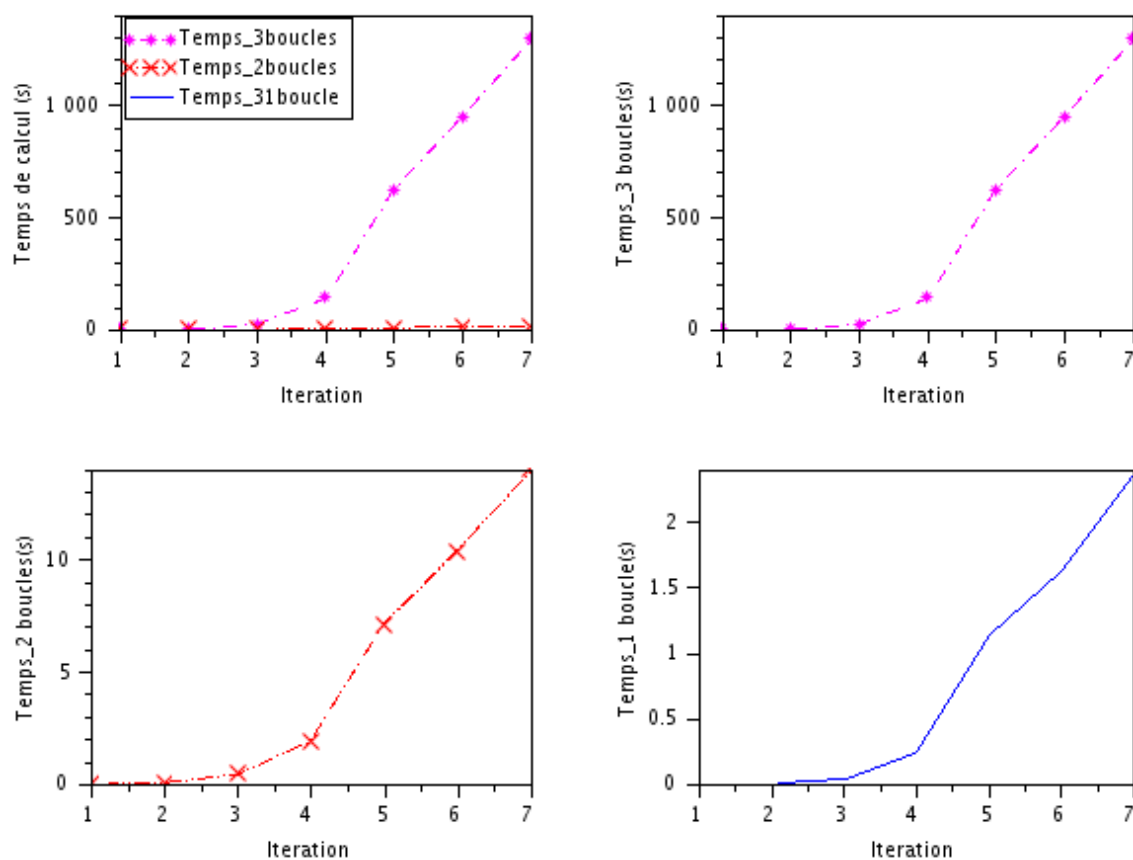 Temps_3boucles
Temps_2boucles
Temps_31boucle
Temps de calcul (s)
1 000
500
0
1 2 3 4 5 6 7
Iteration
Temps_3 boucles(s)
1 000
500
0
1 2 3 4 5 6 7
Iteration
Temps_2 boucles(s)
10
5
0
1 2 3 4 5 6 7
Iteration
Temps_1 boucle(s)
2
1.5
1
0.5
0
1 2 3 4 5 6 7
Iteration